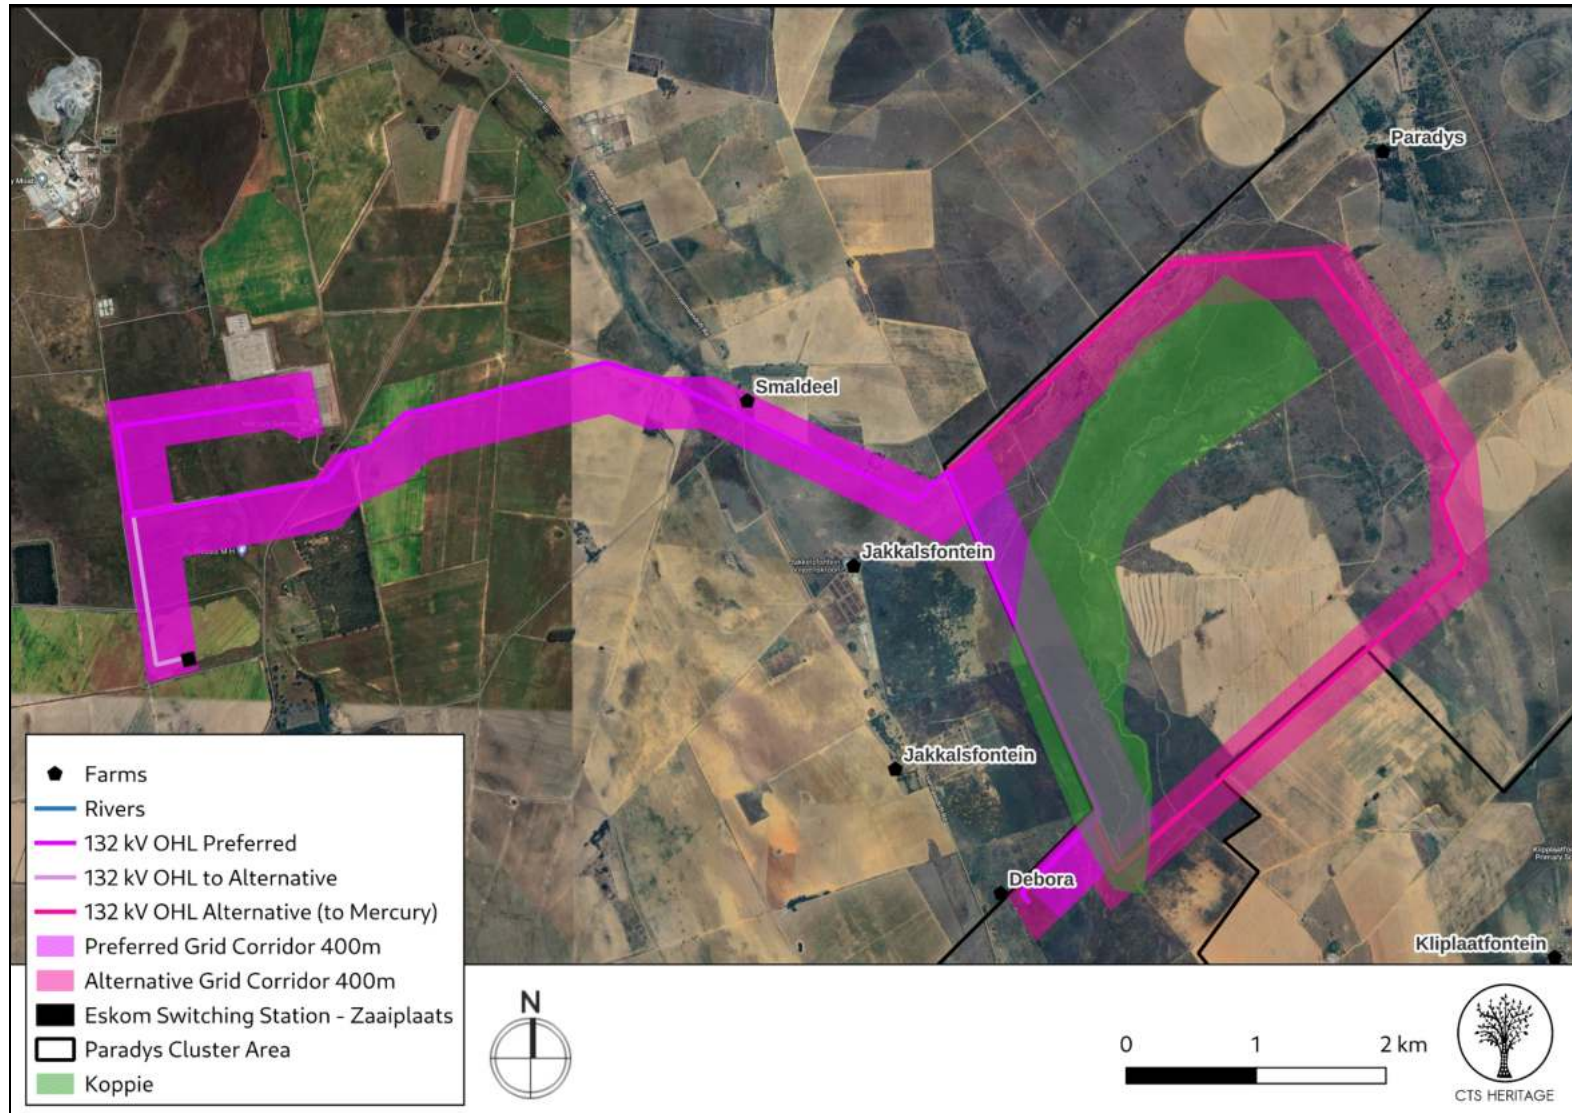 Paradys
Smaldeel
Jakkalsfontein
Jakkalsfontein
Debora
Kliplaatfontein
Farms
Rivers
132 kV OHL Preferred
132 kV OHL to Alternative
132 kV OHL Alternative (to Mercury)
Preferred Grid Corridor 400m
Alternative Grid Corridor 400m
Eskom Switching Station - Zaaiplaats
Paradys Cluster Area
Koppie
N
0 1 2 km
CTS HERITAGE